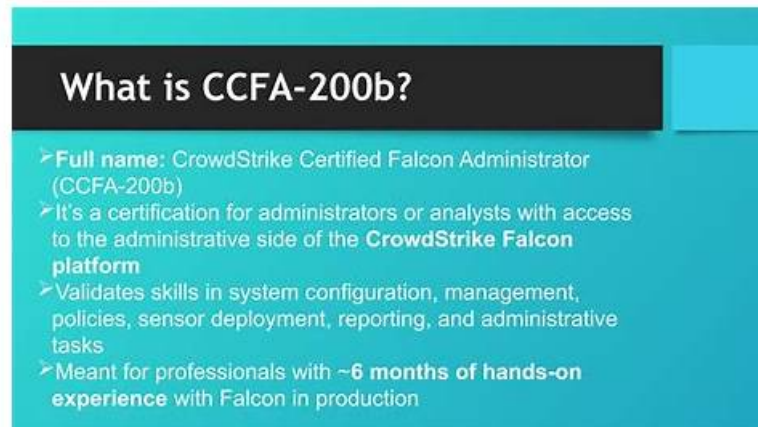 What is CCFA-200b?
➢Full name: CrowdStrike Certified Falcon Administrator
(CCFA-200b)
➢It's a certification for administrators or analysts with access
to the administrative side of the CrowdStrike Falcon
platform
➢Validates skills in system configuration, management,
policies, sensor deployment, reporting, and administrative
tasks
➢Meant for professionals with ~6 months of hands-on
experience with Falcon in production